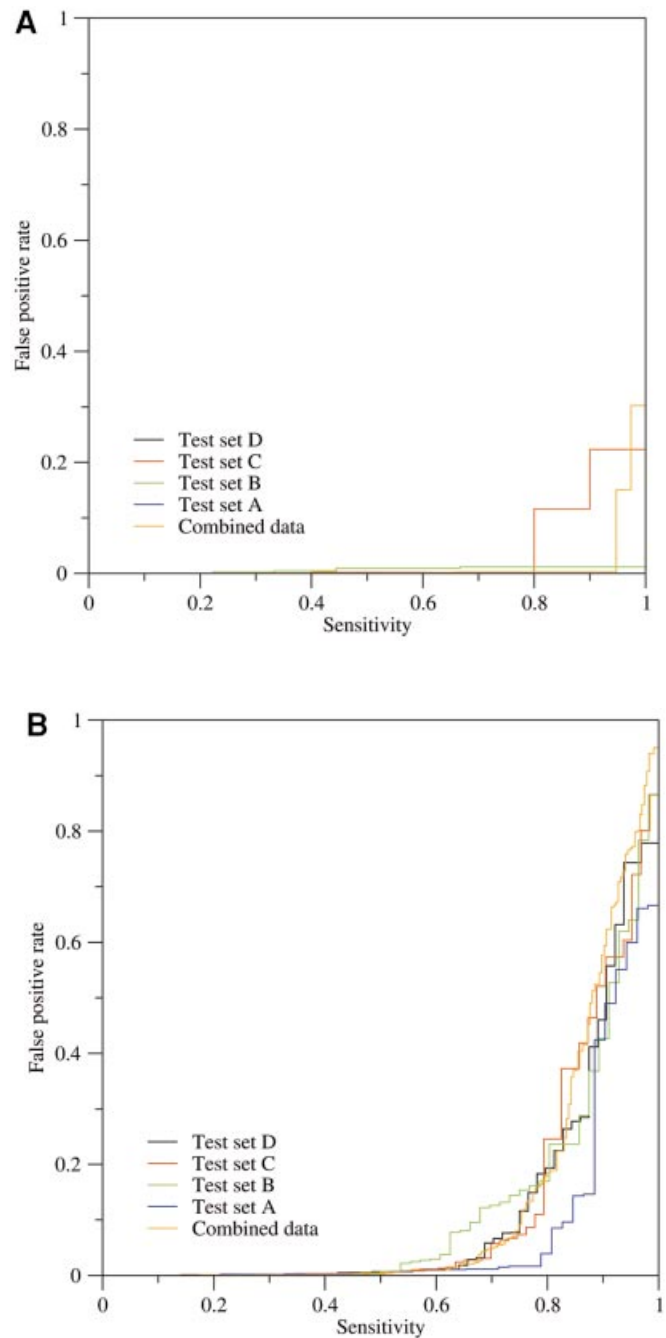 A
1
0.8
0.6
0.4
0.2
0
False positive rate
Test set D
Test set C
Test set B
Test set A
Combined data
0 0.2 0.4 0.6 0.8 1
Sensitivity
B
1
0.8
0.6
0.4
0.2
0
False positive rate
Test set D
Test set C
Test set B
Test set A
Combined data
0 0.2 0.4 0.6 0.8 1
Sensitivity